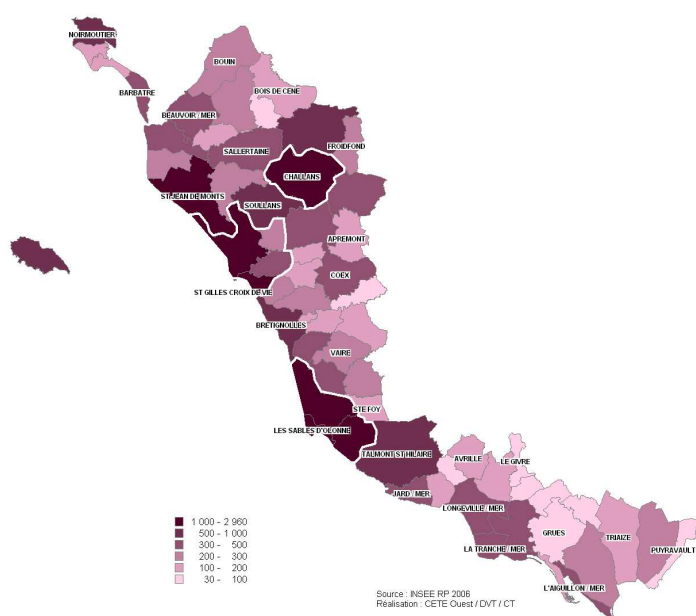 NOIRMOUTIER
BOUIN
BARBATRE
BOIS DE CENE
BEAUVOIR / MER
FROIDFOND
SALLERTAINE
CHALLANS
ST JEAN DE MONTS
SOULLANS
APREMONT
COEX
ST GILLES CROIX DE VIE
BRETIGNOLLES
VAIRE
STE FOY
LES SABLES D'OLONNE
TALMONT ST HILAIRE
AVRILLE
LE GIVRE
JARD / MER
LONGEVILLE / MER
GRUES
TRIAIZE
LA TRANCHE / MER
PUYRAVAULT
L'AIGUILLON / MER
1 000 - 2 960
500 - 1 000
300 - 500
200 - 300
100 - 200
30 - 100
Source : INSEE RP 2006
Réalisation : CETE Ouest / DVT / CT